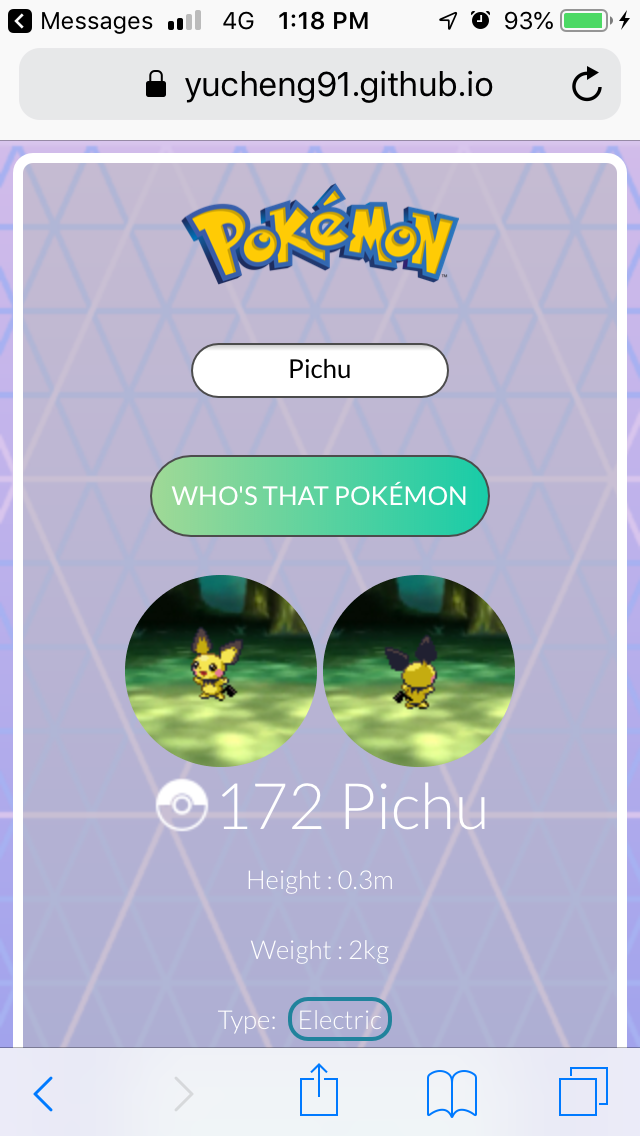 Messages 4G 1:18 PM 93%
yucheng91.github.io
POKéMON™
Pichu
WHO'S THAT POKÉMON
172 Pichu
Height : 0.3m
Weight : 2kg
Type: Electric